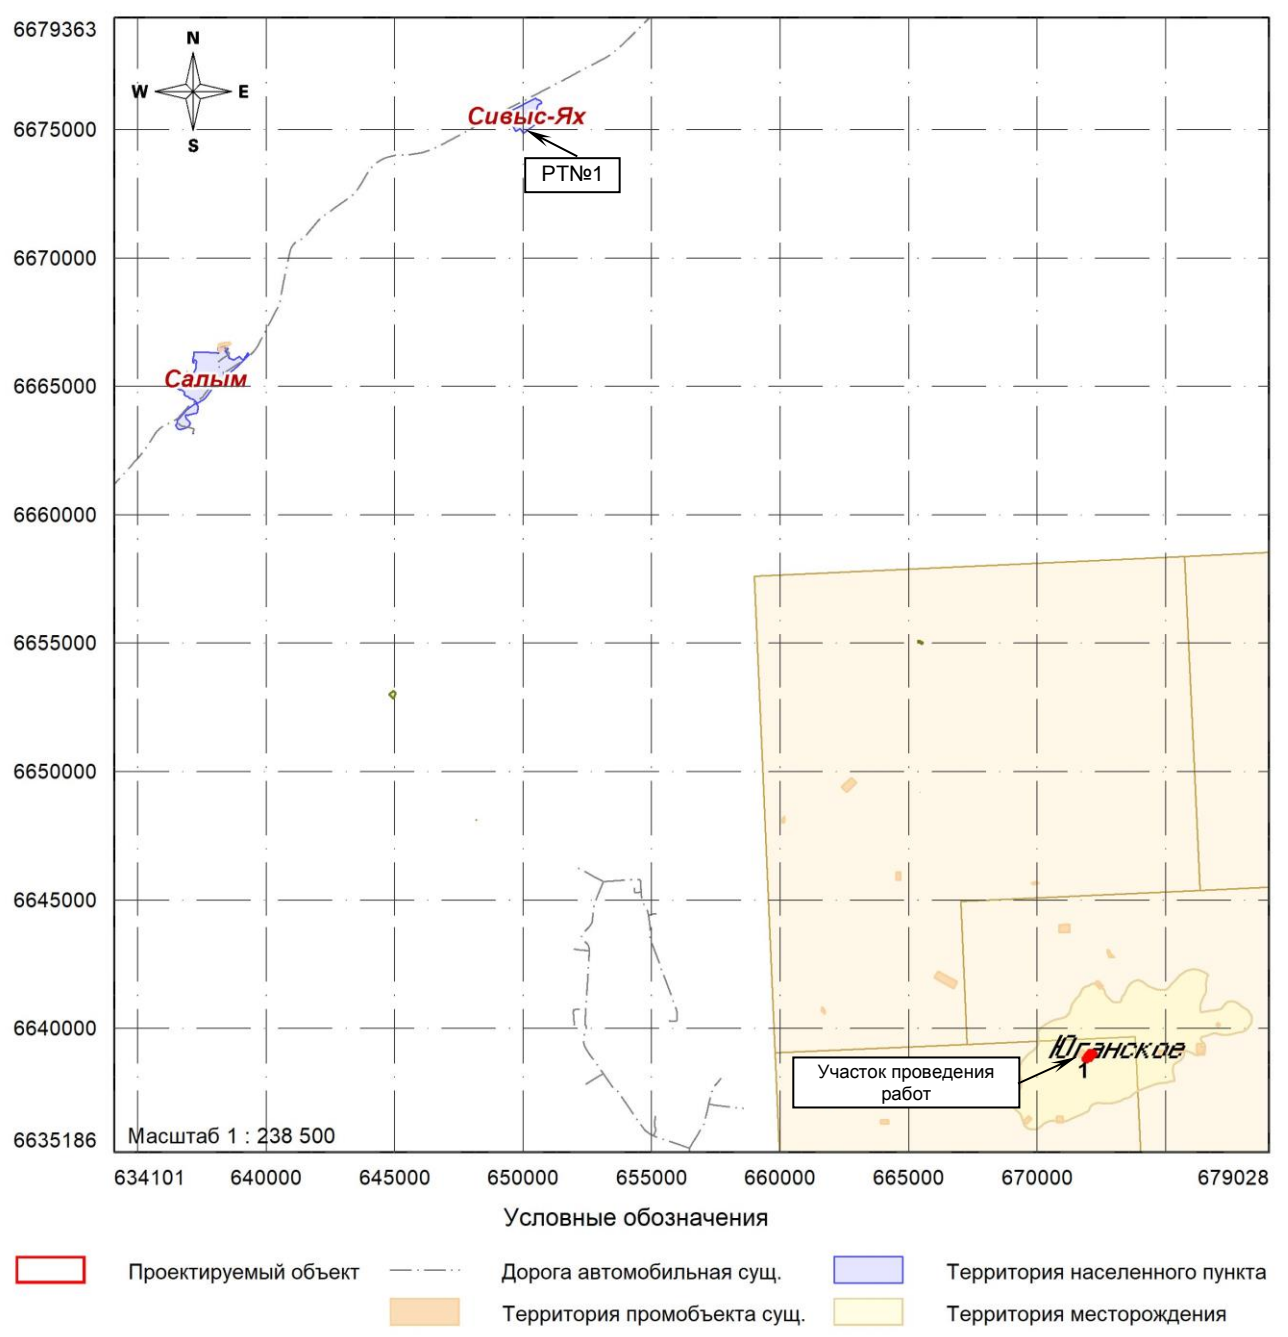 6679363
N
W E
S
Сивыс-Ях
6675000
РТ№1
6670000
Салым
6665000
6660000
6655000
6650000
6645000
6640000
Юганское
1
Участок проведения
работ
6635186
Масштаб 1 : 238 500
634101 640000 645000 650000 655000 660000 665000 670000 679028
Условные обозначения
Проектируемый объект
Дорога автомобильная сущ.
Территория населенного пункта
Территория промобъекта сущ.
Территория месторождения